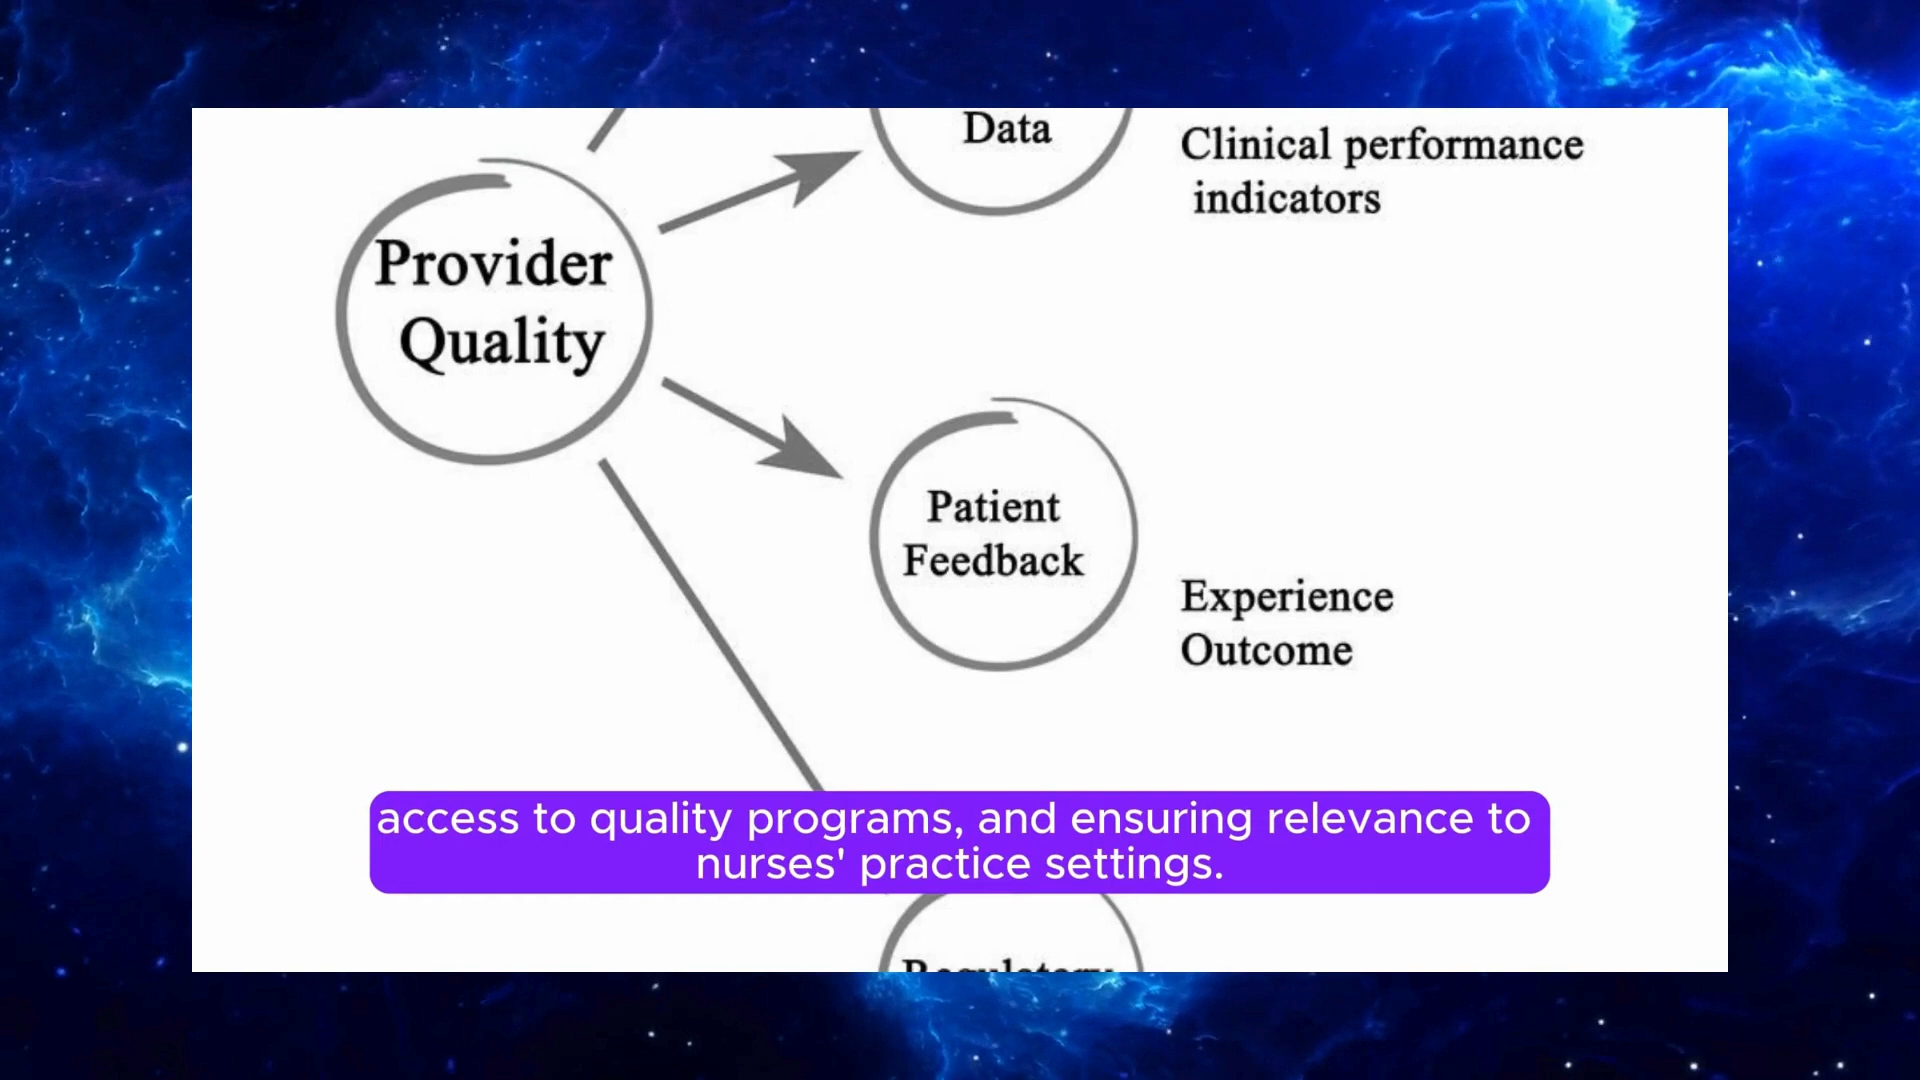 Data
Clinical performance
indicators
Provider
Quality
Patient
Feedback
Experience
Outcome
access to quality programs, and ensuring relevance to
nurses' practice settings.